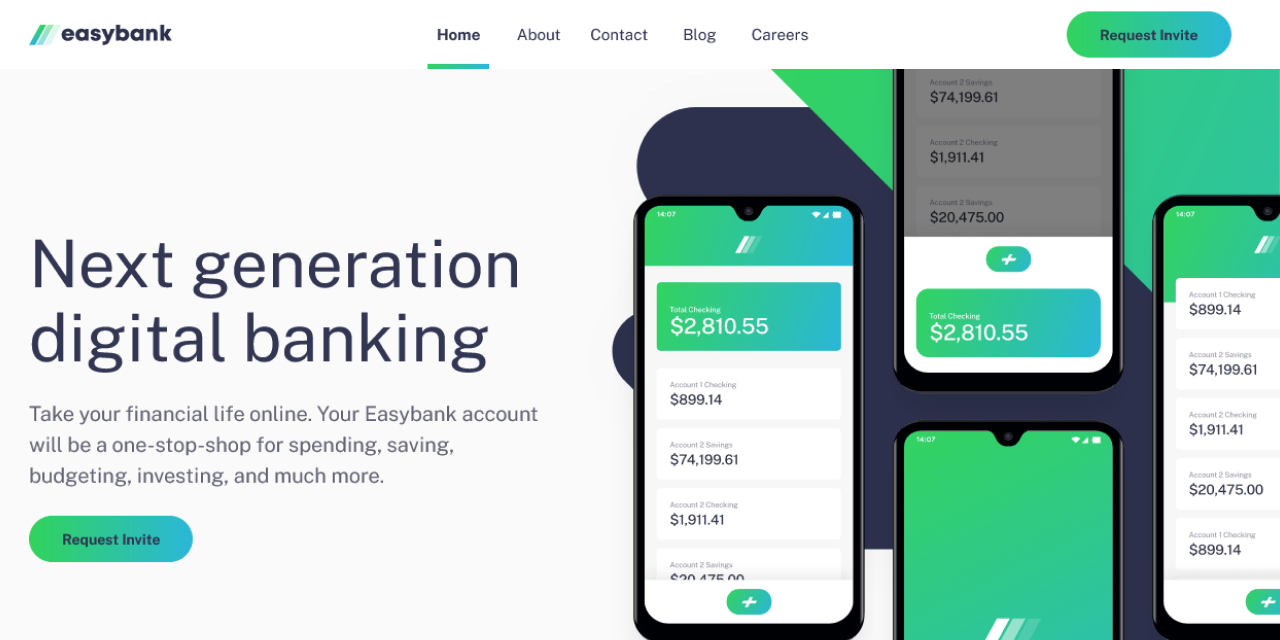 easybank
Home About Contact Blog Careers
Request Invite
Next generation
digital banking
Take your financial life online. Your Easybank account
will be a one-stop-shop for spending, saving,
budgeting, investing, and much more.
Request Invite
14:07
Total Checking
$2,810.55
Account 1 Checking
$899.14
Account 2 Savings
$74,199.61
Account 2 Checking
$1,911.41
Account 2 Savings
$20,475.00
Account 2 Savings
$74,199.61
Account 2 Checking
$1,911.41
Account 2 Savings
$20,475.00
Total Checking
$2,810.55
14:07
14:07
Account 1 Checking
$899.14
Account 2 Savings
$74,199.61
Account 2 Checking
$1,911.41
Account 2 Savings
$20,475.00
Account 1 Checking
$899.14